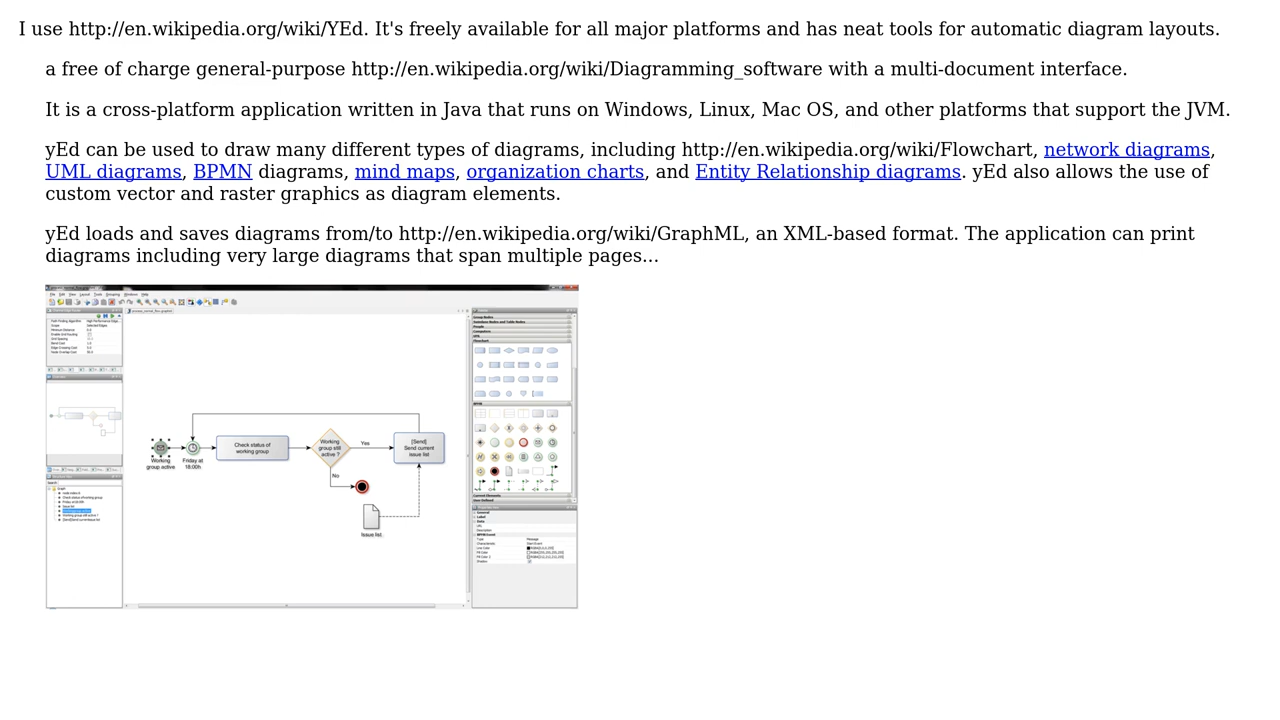 I use http://en.wikipedia.org/wiki/YEd. It's freely available for all major platforms and has neat tools for automatic diagram layouts.
a free of charge general-purpose http://en.wikipedia.org/wiki/Diagramming_software with a multi-document interface.
It is a cross-platform application written in Java that runs on Windows, Linux, Mac OS, and other platforms that support the JVM.
yEd can be used to draw many different types of diagrams, including http://en.wikipedia.org/wiki/Flowchart, network diagrams,
UML diagrams, BPMN diagrams, mind maps, organization charts, and Entity Relationship diagrams. yEd also allows the use of
custom vector and raster graphics as diagram elements.
yEd loads and saves diagrams from/to http://en.wikipedia.org/wiki/GraphML, an XML-based format. The application can print
diagrams including very large diagrams that span multiple pages...
Working
group active
Friday at
18:00h
Check status of
working group
Working
group still
active ?
Yes
No
[Send]
Send current
issue list
Issue list